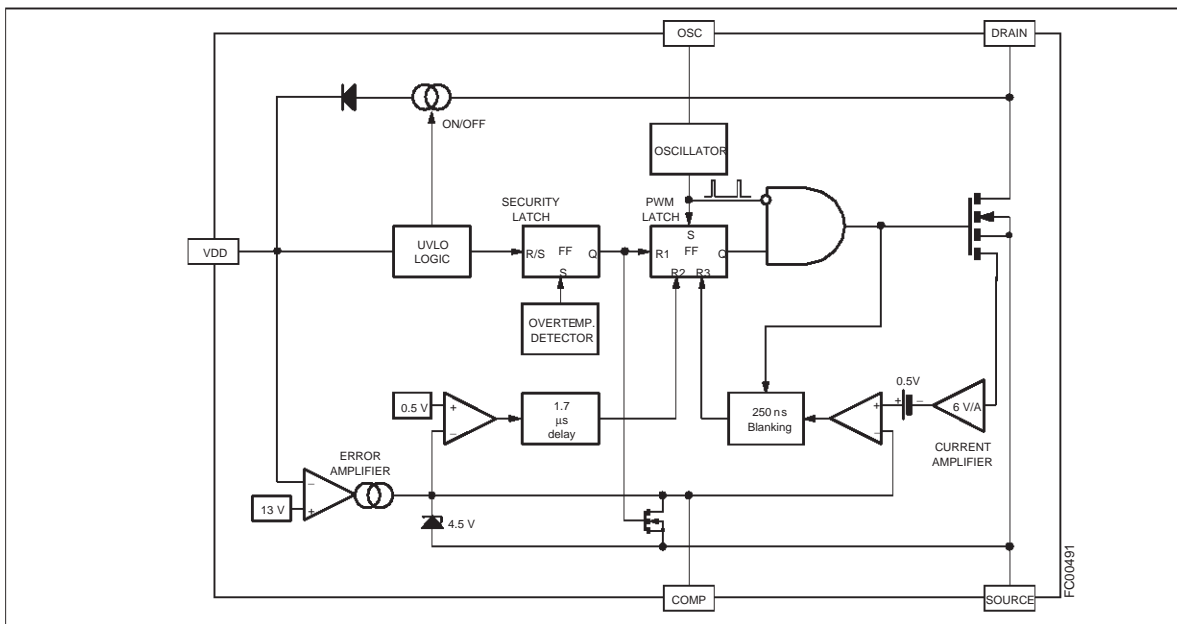 OSC
DRAIN
ON/OFF
OSCILLATOR
SECURITY
LATCH
PWM
LATCH
VDD
UVLO
LOGIC
R/S
FF
Q
S
S
FF
R1
Q
R2 R3
OVERTEMP.
DETECTOR
0.5 V
+
_
1.7
μs
delay
250 ns
Blanking
+
_
0.5V
+ _
6 V/A
CURRENT
AMPLIFIER
ERROR
AMPLIFIER
_
+
13 V
4.5 V
COMP
SOURCE
FC00491